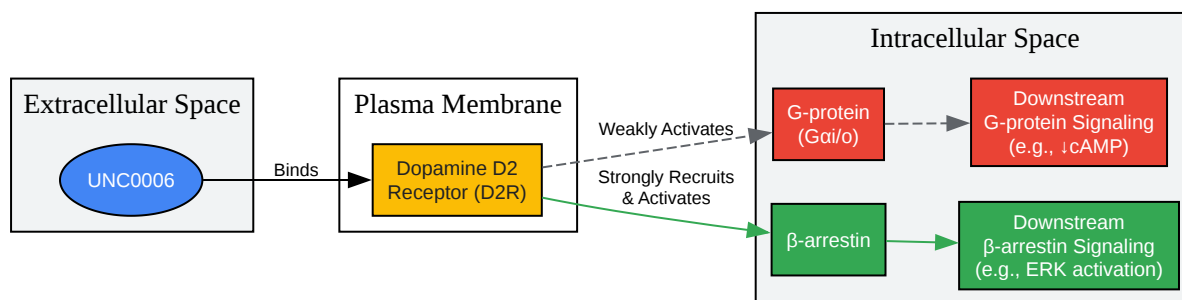 Extracellular Space
UNC0006
Binds
Plasma Membrane
Dopamine D2
Receptor (D2R)
Weakly Activates
Strongly Recruits
& Activates
Intracellular Space
G-protein
(Gαi/o)
Downstream
G-protein Signaling
(e.g., ↓cAMP)
β-arrestin
Downstream
β-arrestin Signaling
(e.g., ERK activation)